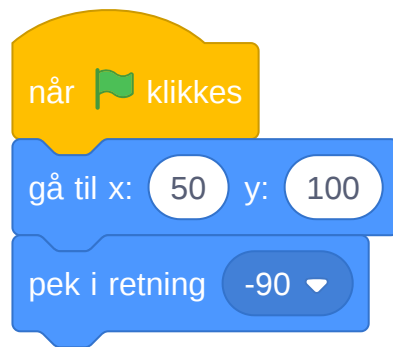 når klikkes
gå til x: 50 y: 100
pek i retning -90